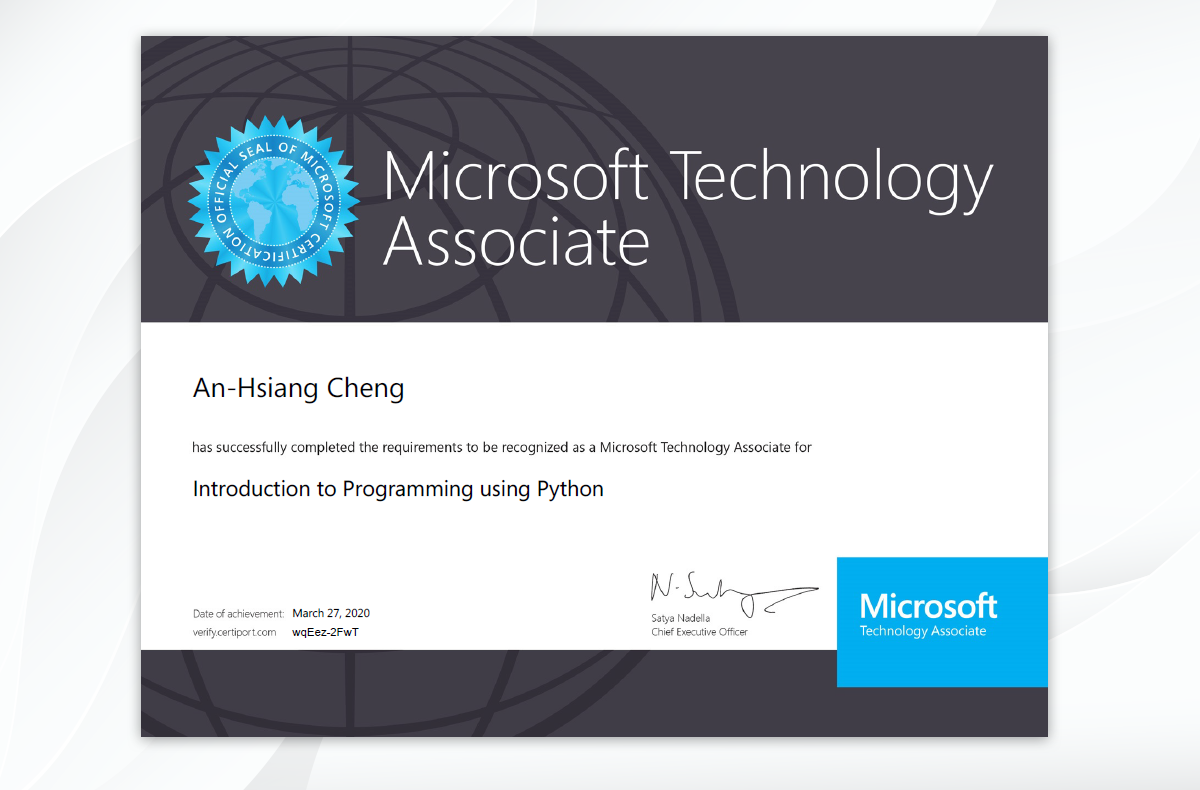 OFFICIAL SEAL OF MICROSOFT CERTIFICATION
Microsoft Technology
Associate
An-Hsiang Cheng
has successfully completed the requirements to be recognized as a Microsoft Technology Associate for
Introduction to Programming using Python
Date of achievement: March 27, 2020
verify.certiport.com wqEez-2FwT
Satya Nadella
Chief Executive Officer
Microsoft
Technology Associate